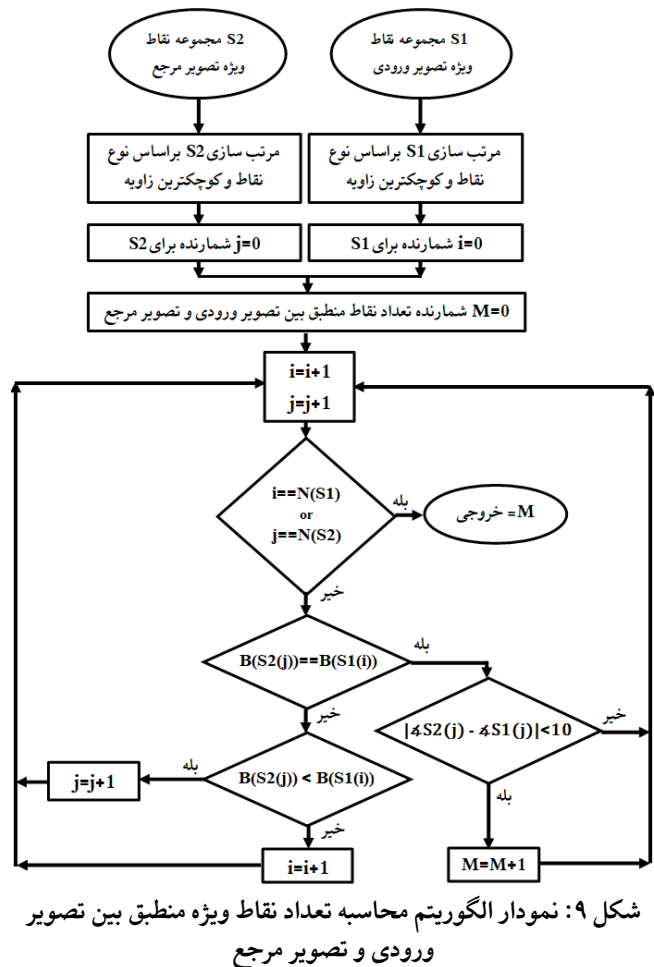 S1 مجموعه نقاط
ویژه تصویر ورودی
S2 مجموعه نقاط
ویژه تصویر مرجع
مرتب سازی S1 براساس نوع
نقاط و کوچکترین زاویه
مرتب سازی S2 براساس نوع
نقاط و کوچکترین زاویه
i=0 شمارنده برای S1
j=0 شمارنده برای S2
M=0 شمارنده تعداد نقاط منطبق بین تصویر ورودی و تصویر مرجع
i=i+1
j=j+1
i==N(S1)
or
j==N(S2)
بله
M= خروجی
خیر
B(S2(j))==B(S1(i))
بله
|∡S2(j) - ∡S1(j)|<10
خیر
بله
M=M+1
خیر
B(S2(j)) < B(S1(i))
بله
j=j+1
خیر
i=i+1
شکل ۹: نمودار الگوریتم محاسبه تعداد نقاط ویژه منطبق بین تصویر
ورودی و تصویر مرجع